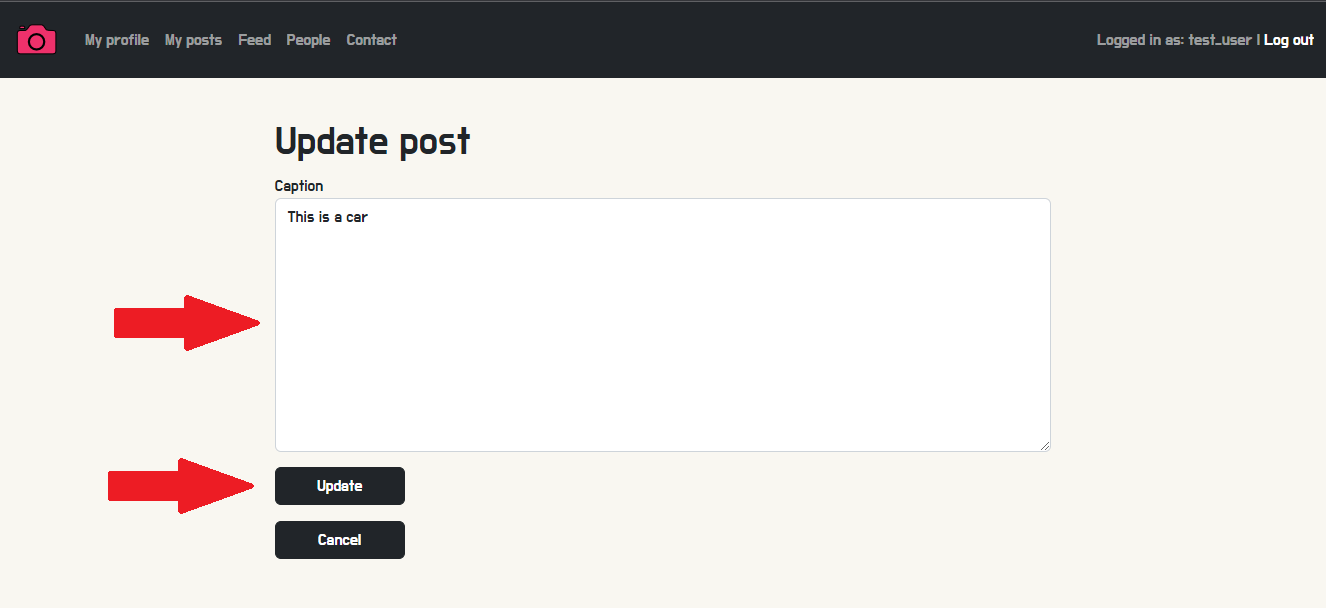 My profile My posts Feed People Contact Logged in as: test_user | Log out
Update post
Caption
This is a car
Update
Cancel